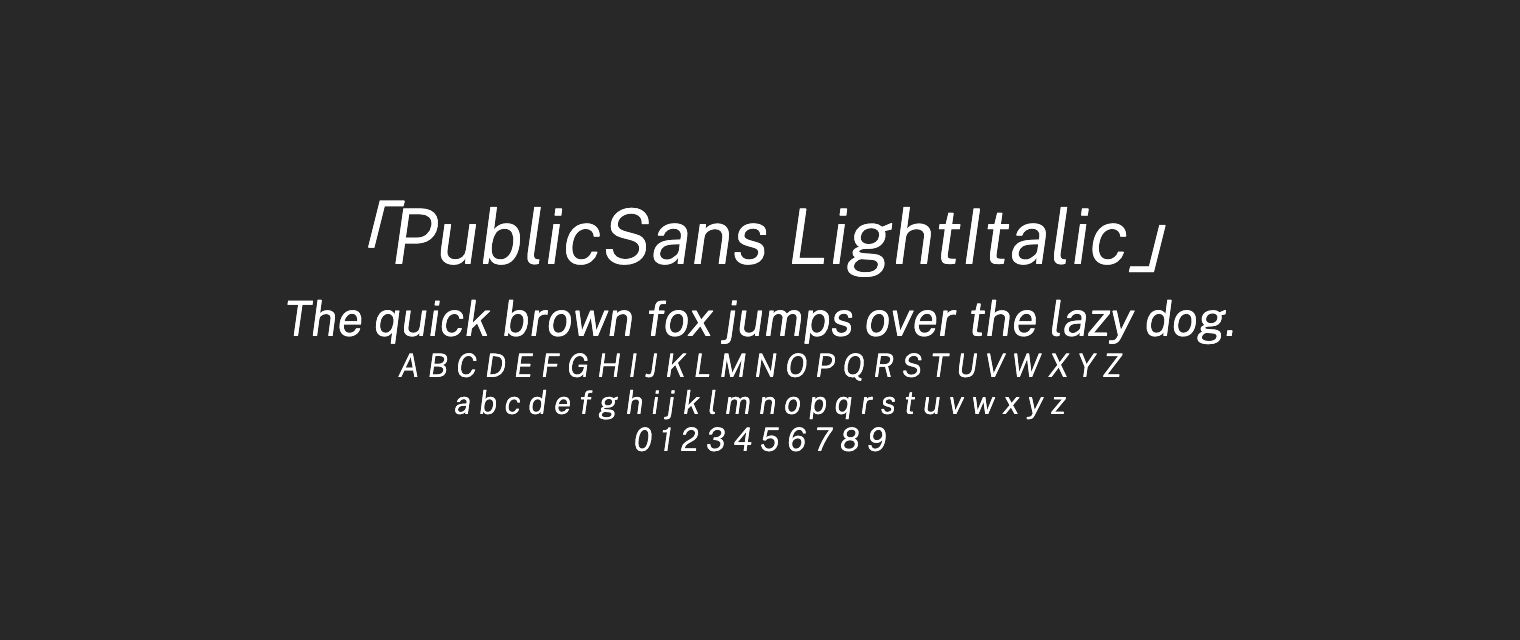 「PublicSans LightItalic」
The quick brown fox jumps over the lazy dog.
A B C D E F G H I J K L M N O P Q R S T U V W X Y Z
a b c d e f g h i j k l m n o p q r s t u v w x y z
0 1 2 3 4 5 6 7 8 9